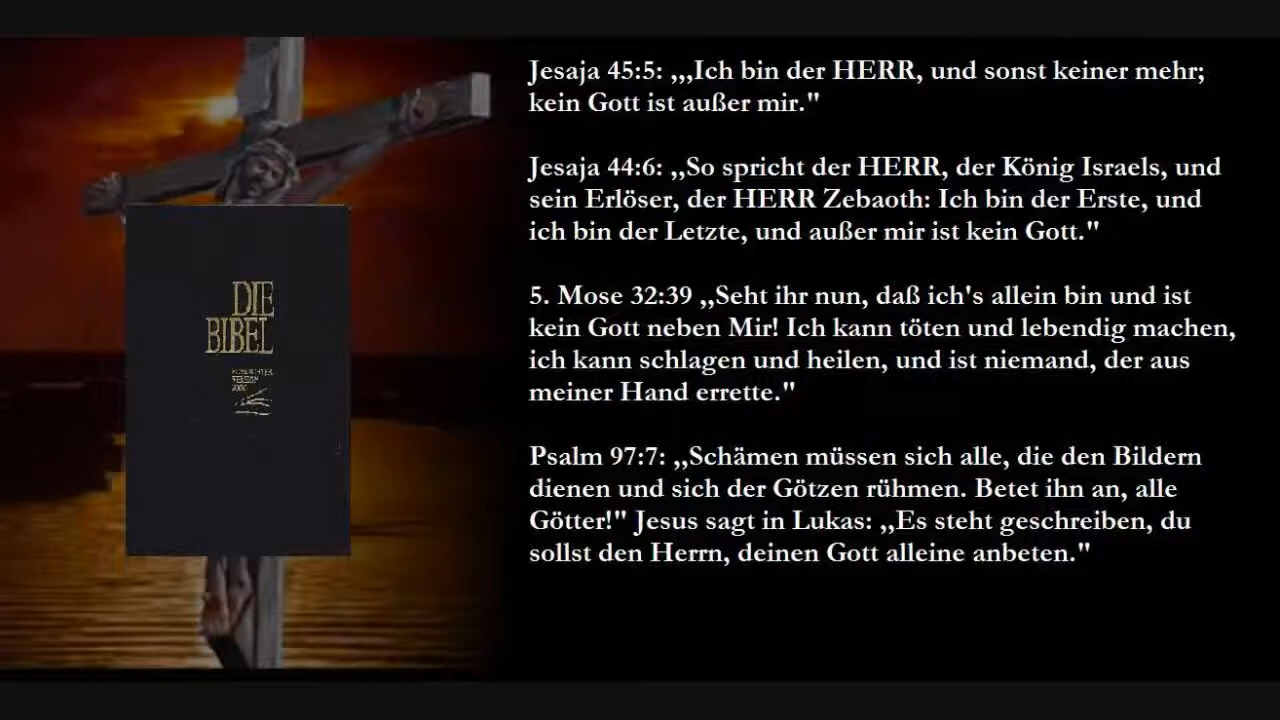 DIE
BIBEL
Jesaja 45:5: ,,,Ich bin der HERR, und sonst keiner mehr;
kein Gott ist außer mir."
Jesaja 44:6: ,,So spricht der HERR, der König Israels, und
sein Erlöser, der HERR Zebaoth: Ich bin der Erste, und
ich bin der Letzte, und außer mir ist kein Gott."
5. Mose 32:39 ,,Seht ihr nun, daß ich's allein bin und ist
kein Gott neben Mir! Ich kann töten und lebendig machen,
ich kann schlagen und heilen, und ist niemand, der aus
meiner Hand errette."
Psalm 97:7: ,,Schämen müssen sich alle, die den Bildern
dienen und sich der Götzen rühmen. Betet ihn an, alle
Götter!" Jesus sagt in Lukas: ,,Es steht geschreiben, du
sollst den Herrn, deinen Gott alleine anbeten."